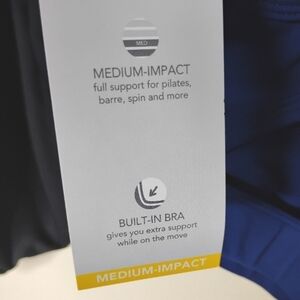 MED
MEDIUM-IMPACT
full support for pilates,
barre, spin and more
BUILT-IN BRA
gives you extra support
while on the move
MEDIUM-IMPACT